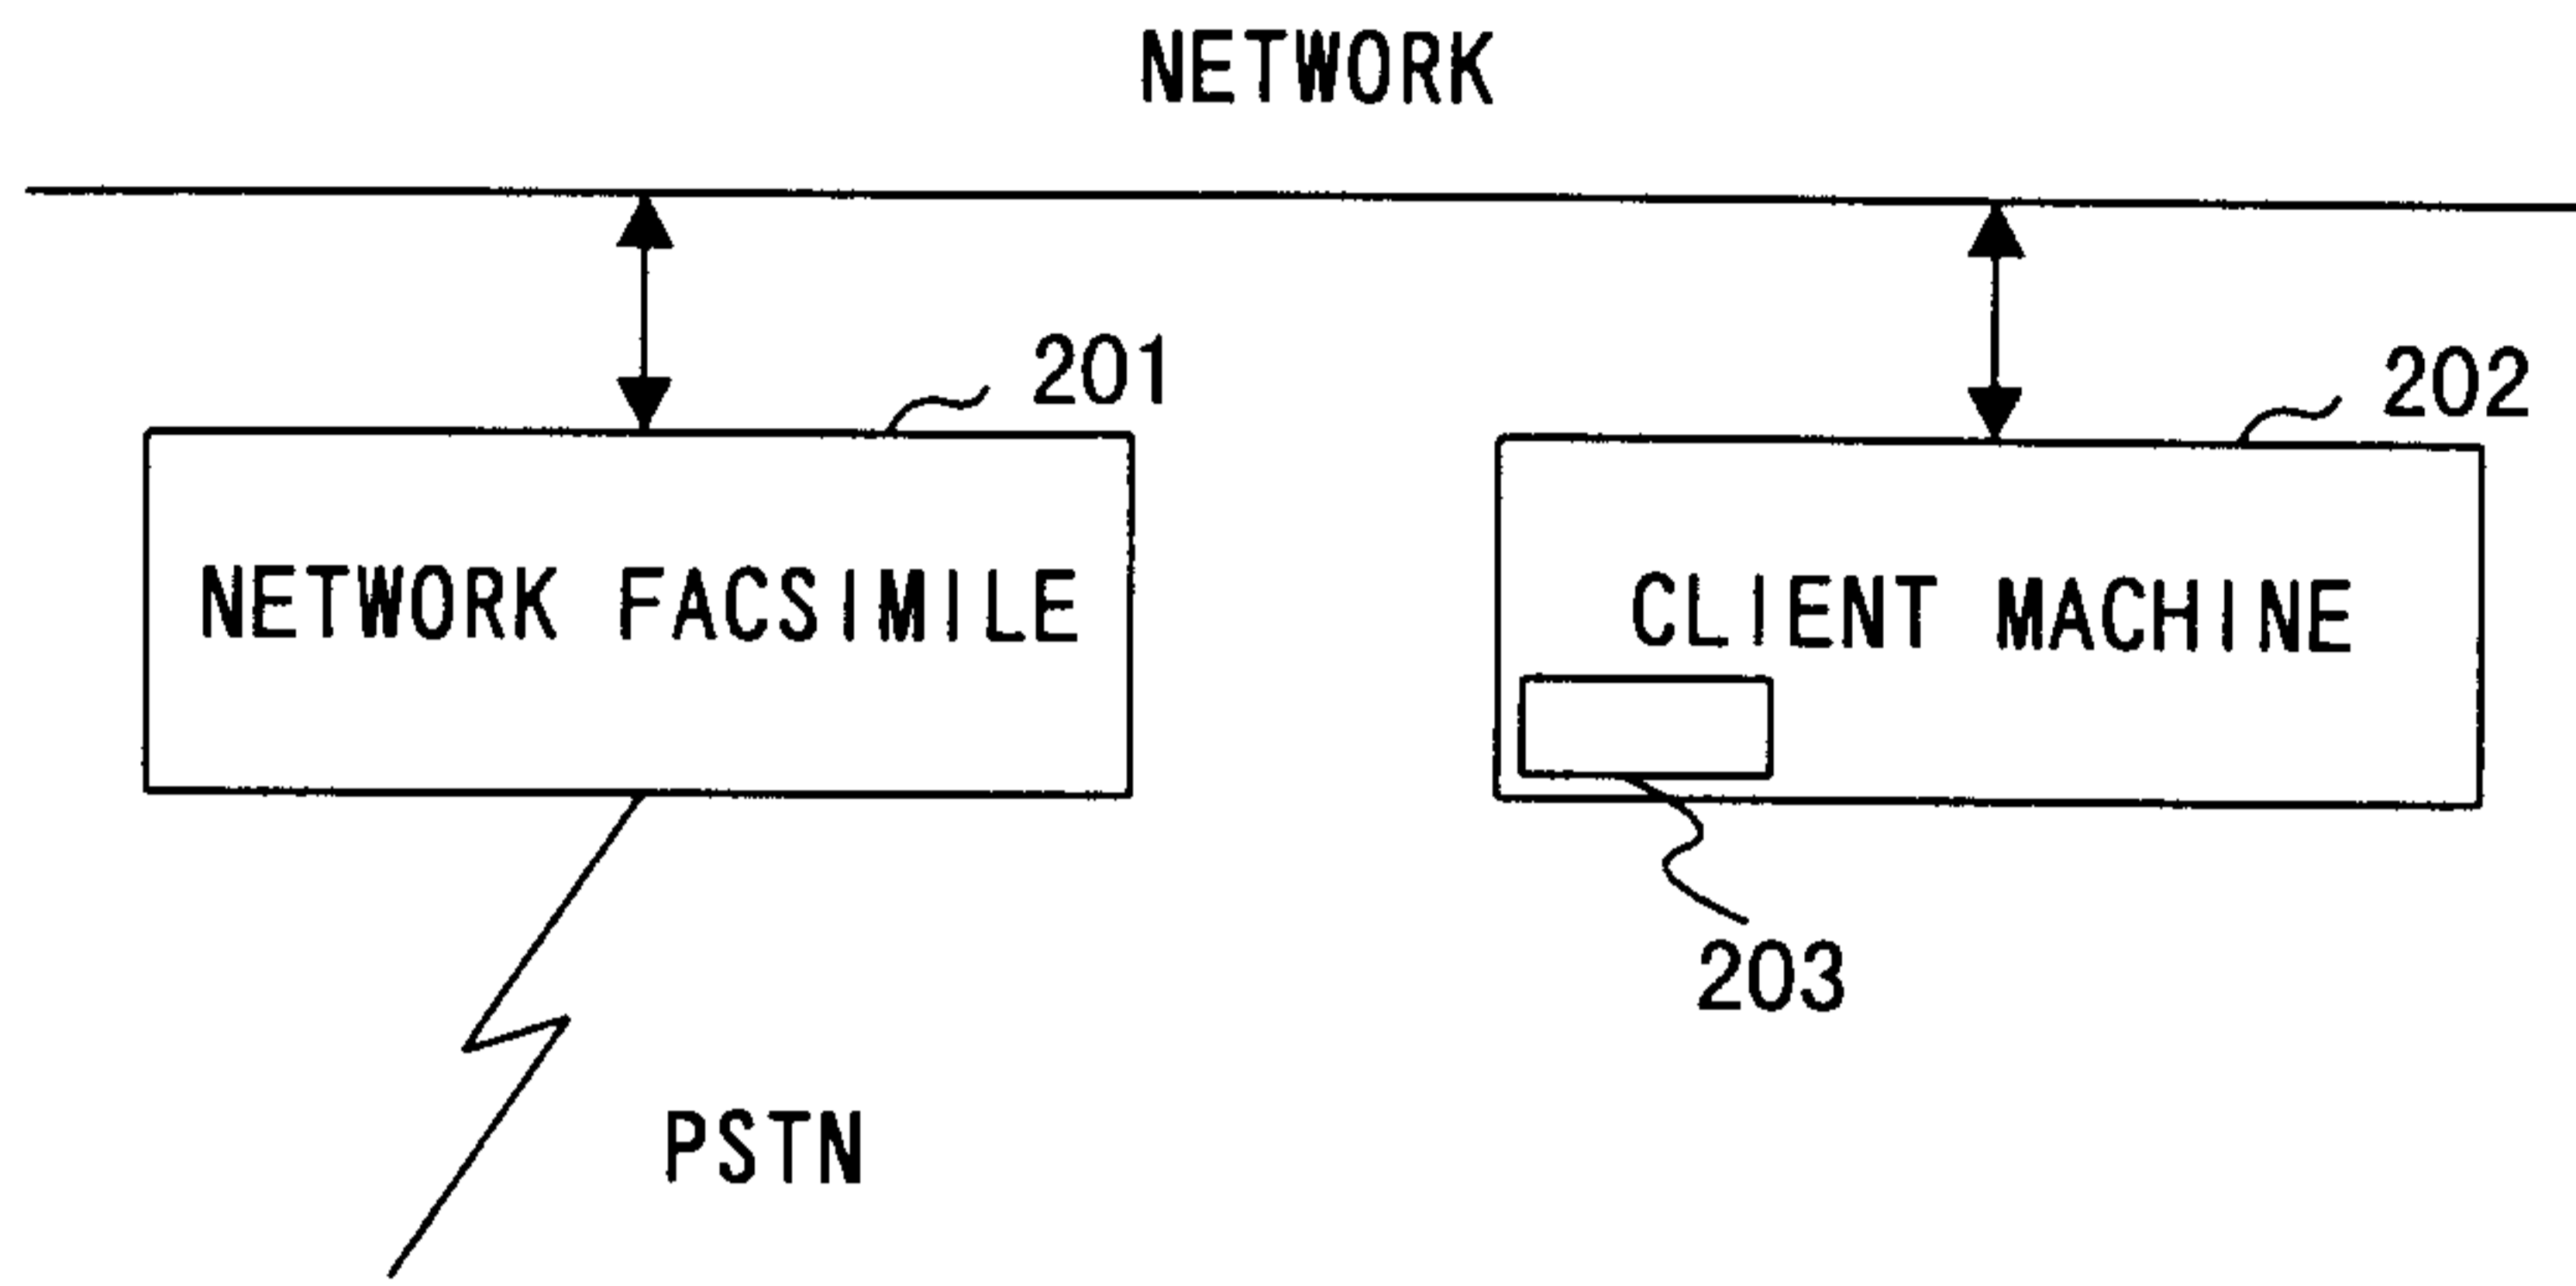 NETWORK
201
202
NETWORK FACSIMILE
CLIENT MACHINE
203
PSTN